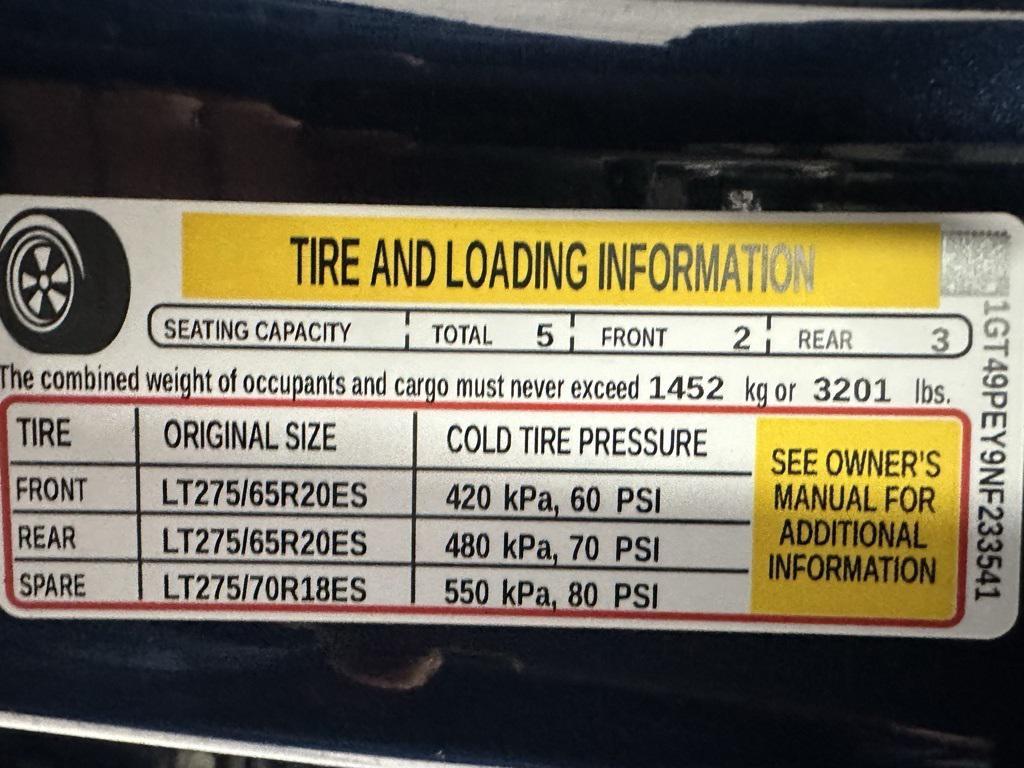 TIRE AND LOADING INFORMATION
SEATING CAPACITY TOTAL 5 FRONT 2 REAR 3
The combined weight of occupants and cargo must never exceed 1452 kg or 3201 lbs.
TIRE ORIGINAL SIZE COLD TIRE PRESSURE
FRONT LT275/65R20ES 420 kPa, 60 PSI
REAR LT275/65R20ES 480 kPa, 70 PSI
SPARE LT275/70R18ES 550 kPa, 80 PSI
SEE OWNER'S
MANUAL FOR
ADDITIONAL
INFORMATION
1GT49PEY9NF233541